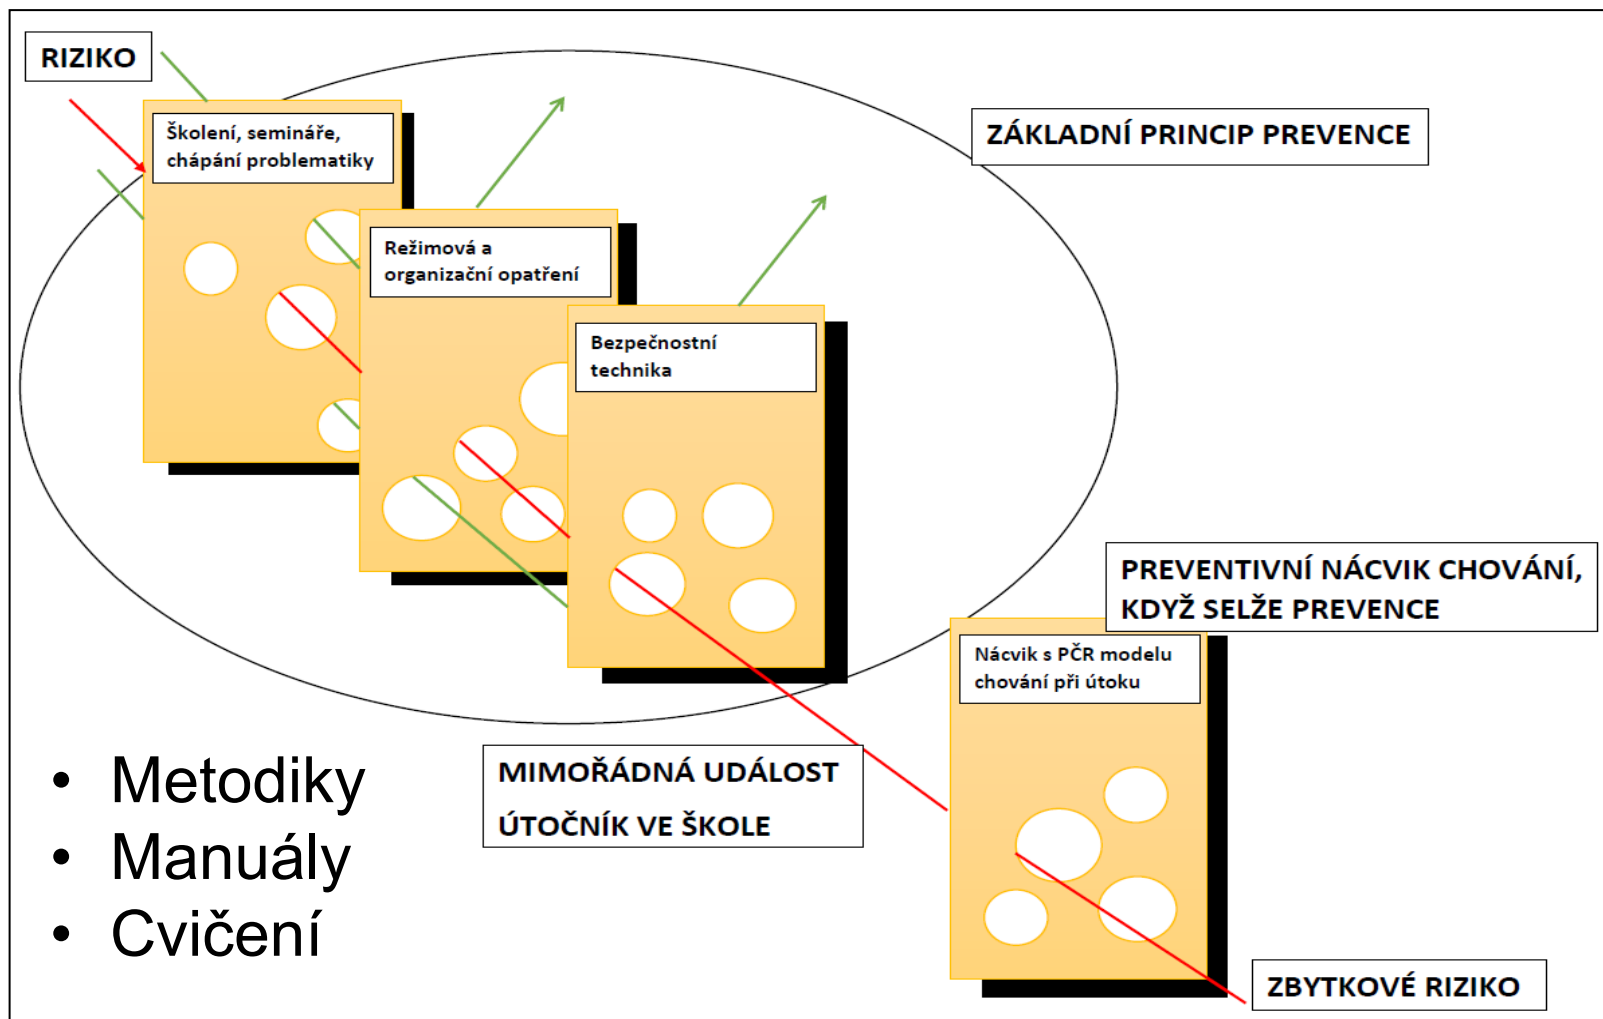 RIZIKO
Školení, semináře,
chápání problematiky
ZÁKLADNÍ PRINCIP PREVENCE
Režimová a
organizační opatření
Bezpečnostní
technika
PREVENTIVNÍ NÁCVIK CHOVÁNÍ,
KDYŽ SELŽE PREVENCE
Nácvik s PČR modelu
chování při útoku
MIMOŘÁDNÁ UDÁLOST
ÚTOČNÍK VE ŠKOLE
• Metodiky
• Manuály
• Cvičení
ZBYTKOVÉ RIZIKO